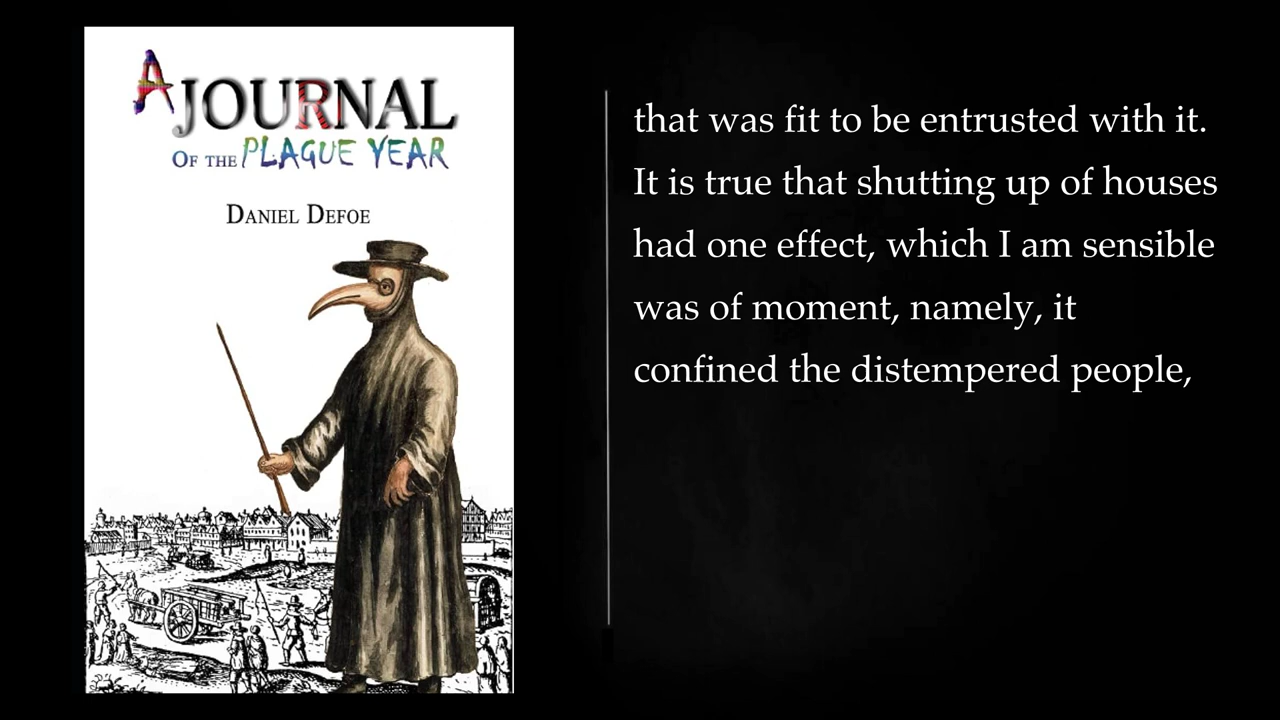 A JOURNAL
OF THE PLAGUE YEAR
DANIEL DEFOE
that was fit to be entrusted with it.
It is true that shutting up of houses
had one effect, which I am sensible
was of moment, namely, it
confined the distempered people,